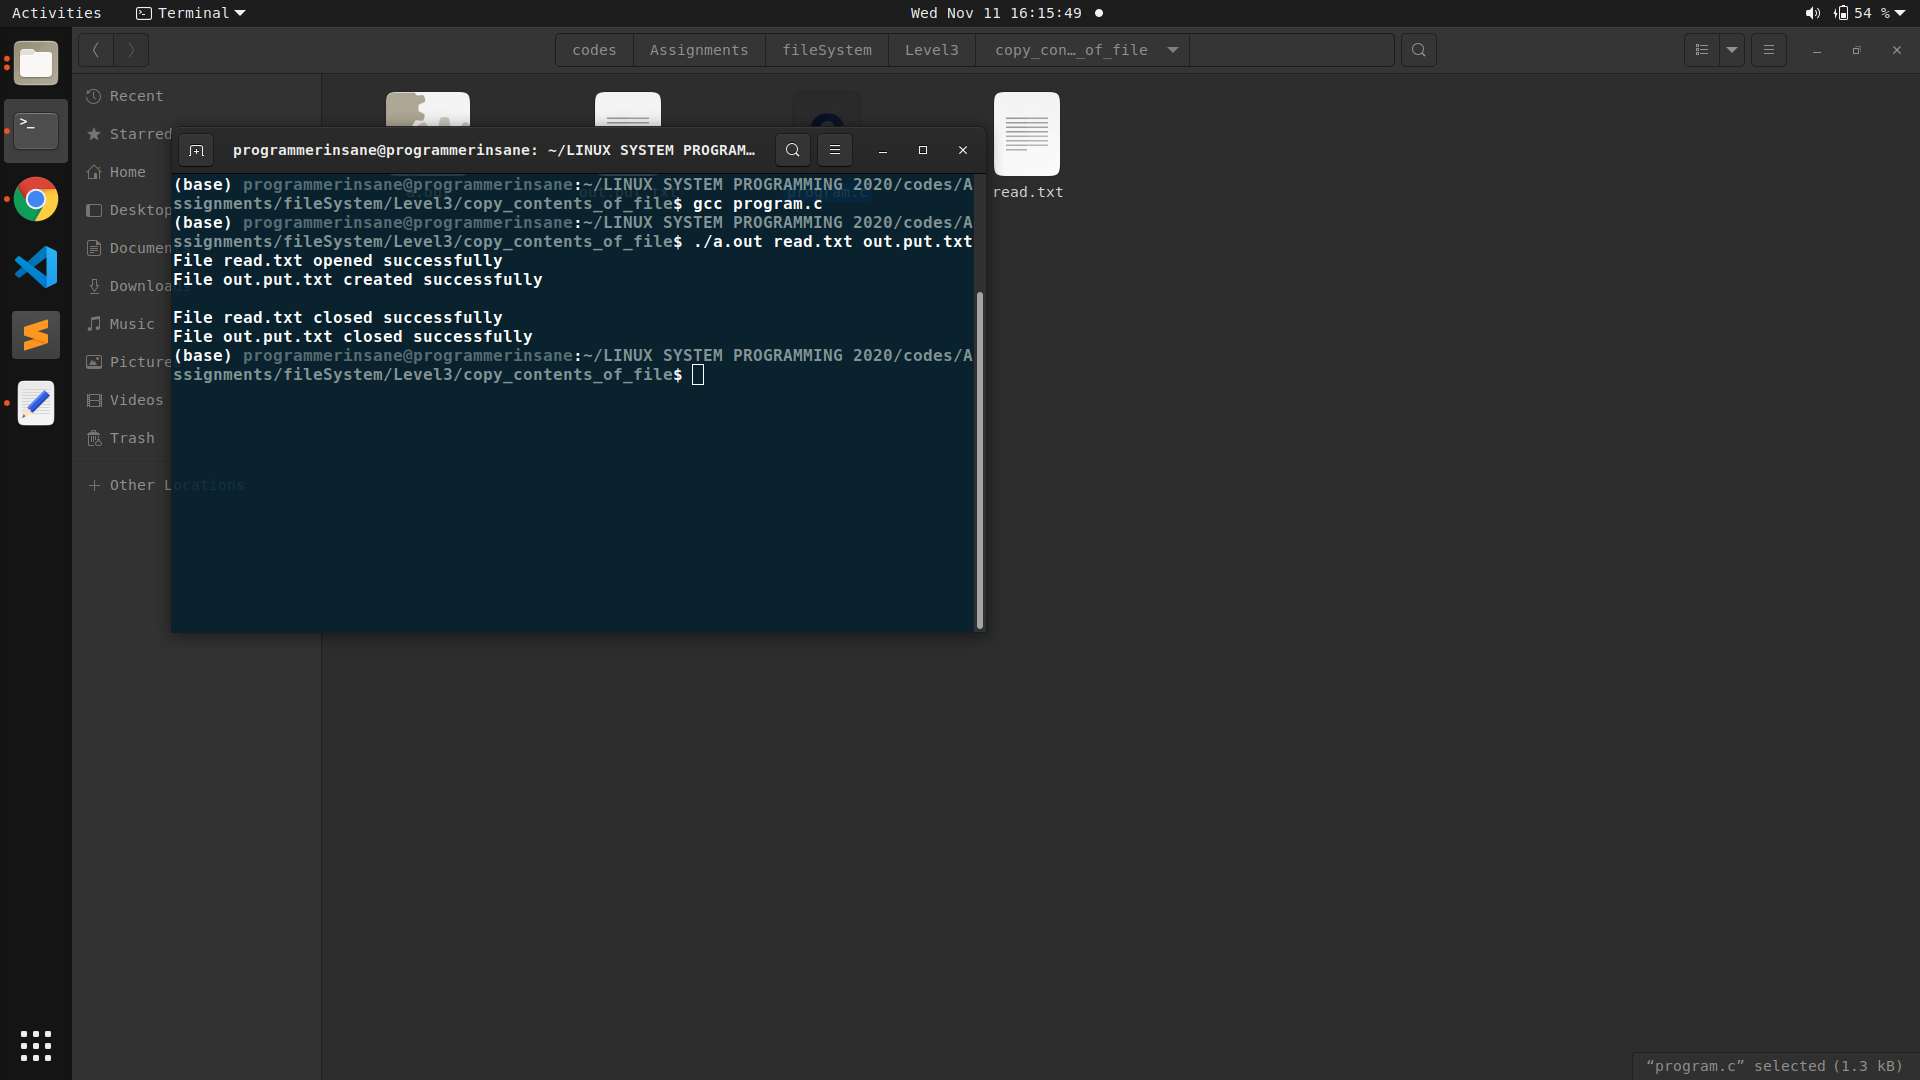 Activities Terminal Wed Nov 11 16:15:49 54 %
codes Assignments fileSystem Level3 copy_con…_of_file
Recent
Starred
Home
Desktop
Documen
Downloads
Music
Picture
Videos
Trash
Other Locations
read.txt
programmerinsane@programmerinsane: ~/LINUX SYSTEM PROGRAM…
(base) programmerinsane@programmerinsane:~/LINUX SYSTEM PROGRAMMING 2020/codes/A
ssignments/fileSystem/Level3/copy_contents_of_file$ gcc program.c
(base) programmerinsane@programmerinsane:~/LINUX SYSTEM PROGRAMMING 2020/codes/A
ssignments/fileSystem/Level3/copy_contents_of_file$ ./a.out read.txt out.put.txt
File read.txt opened successfully
File out.put.txt created successfully
File read.txt closed successfully
File out.put.txt closed successfully
(base) programmerinsane@programmerinsane:~/LINUX SYSTEM PROGRAMMING 2020/codes/A
ssignments/fileSystem/Level3/copy_contents_of_file$
“program.c” selected (1.3 kB)